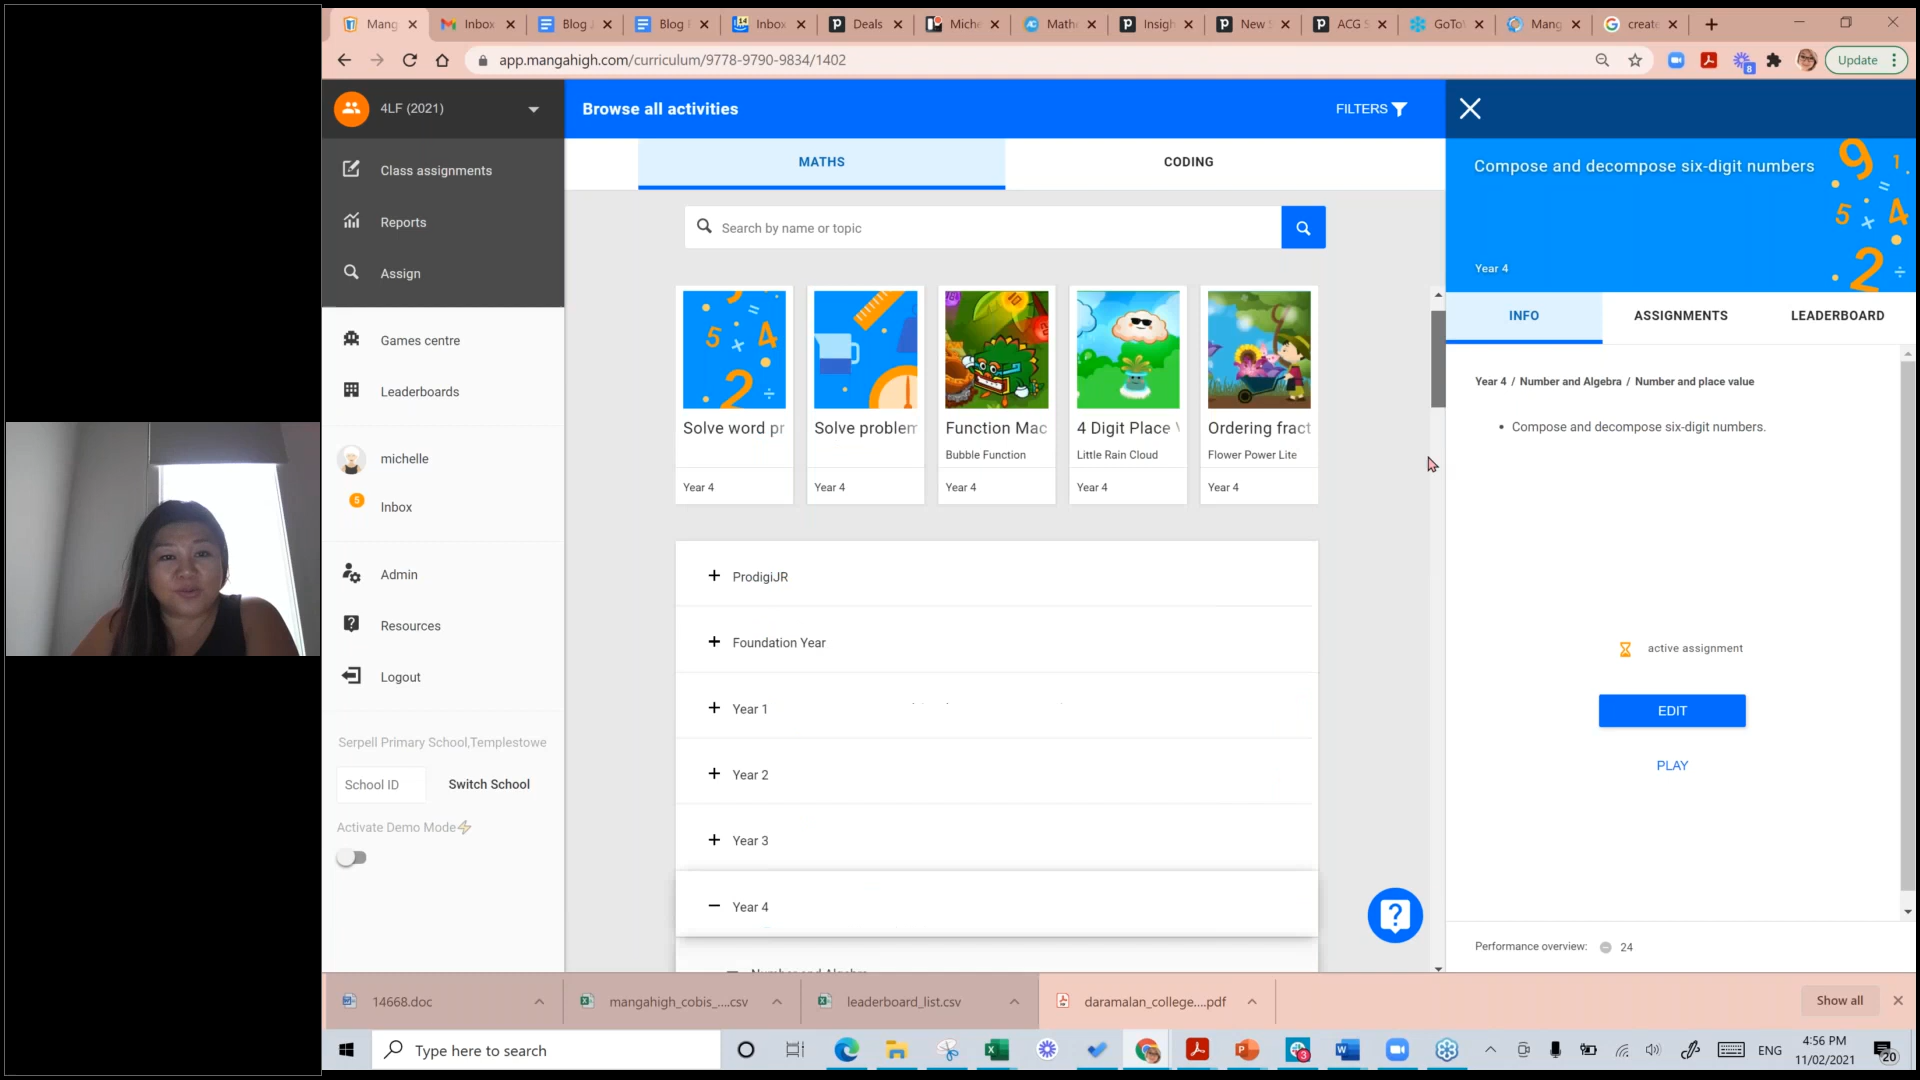 Mang
Inbox
Blog
Blog
Inbox
Deals
Mich
Math
Insigh
New
ACG
GoTo
Mang
creat
app.mangahigh.com/curriculum/9778-9790-9834/1402
8
Update
4LF (2021)
Browse all activities
FILTERS
Class assignments
Reports
Assign
MATHS
CODING
Search by name or topic
Compose and decompose six-digit numbers
Year 4
INFO
ASSIGNMENTS
LEADERBOARD
Games centre
Leaderboards
michelle
5
Inbox
Admin
Resources
Logout
Solve word pr
Year 4
Solve problem
Year 4
Function Mac
Bubble Function
Year 4
4 Digit Place
Little Rain Cloud
Year 4
Ordering fract
Flower Power Lite
Year 4
Year 4 / Number and Algebra / Number and place value
• Compose and decompose six-digit numbers.
+ ProdigiJR
+ Foundation Year
+ Year 1
+ Year 2
+ Year 3
− Year 4
Number and Algebra
active assignment
EDIT
PLAY
Serpell Primary School,Templestowe
School ID
Switch School
Activate Demo Mode
Performance overview: 24
14668.doc
mangahigh_cobis_....csv
leaderboard_list.csv
daramalan_college....pdf
Show all
Type here to search
3
ENG
4:56 PM
11/02/2021
20